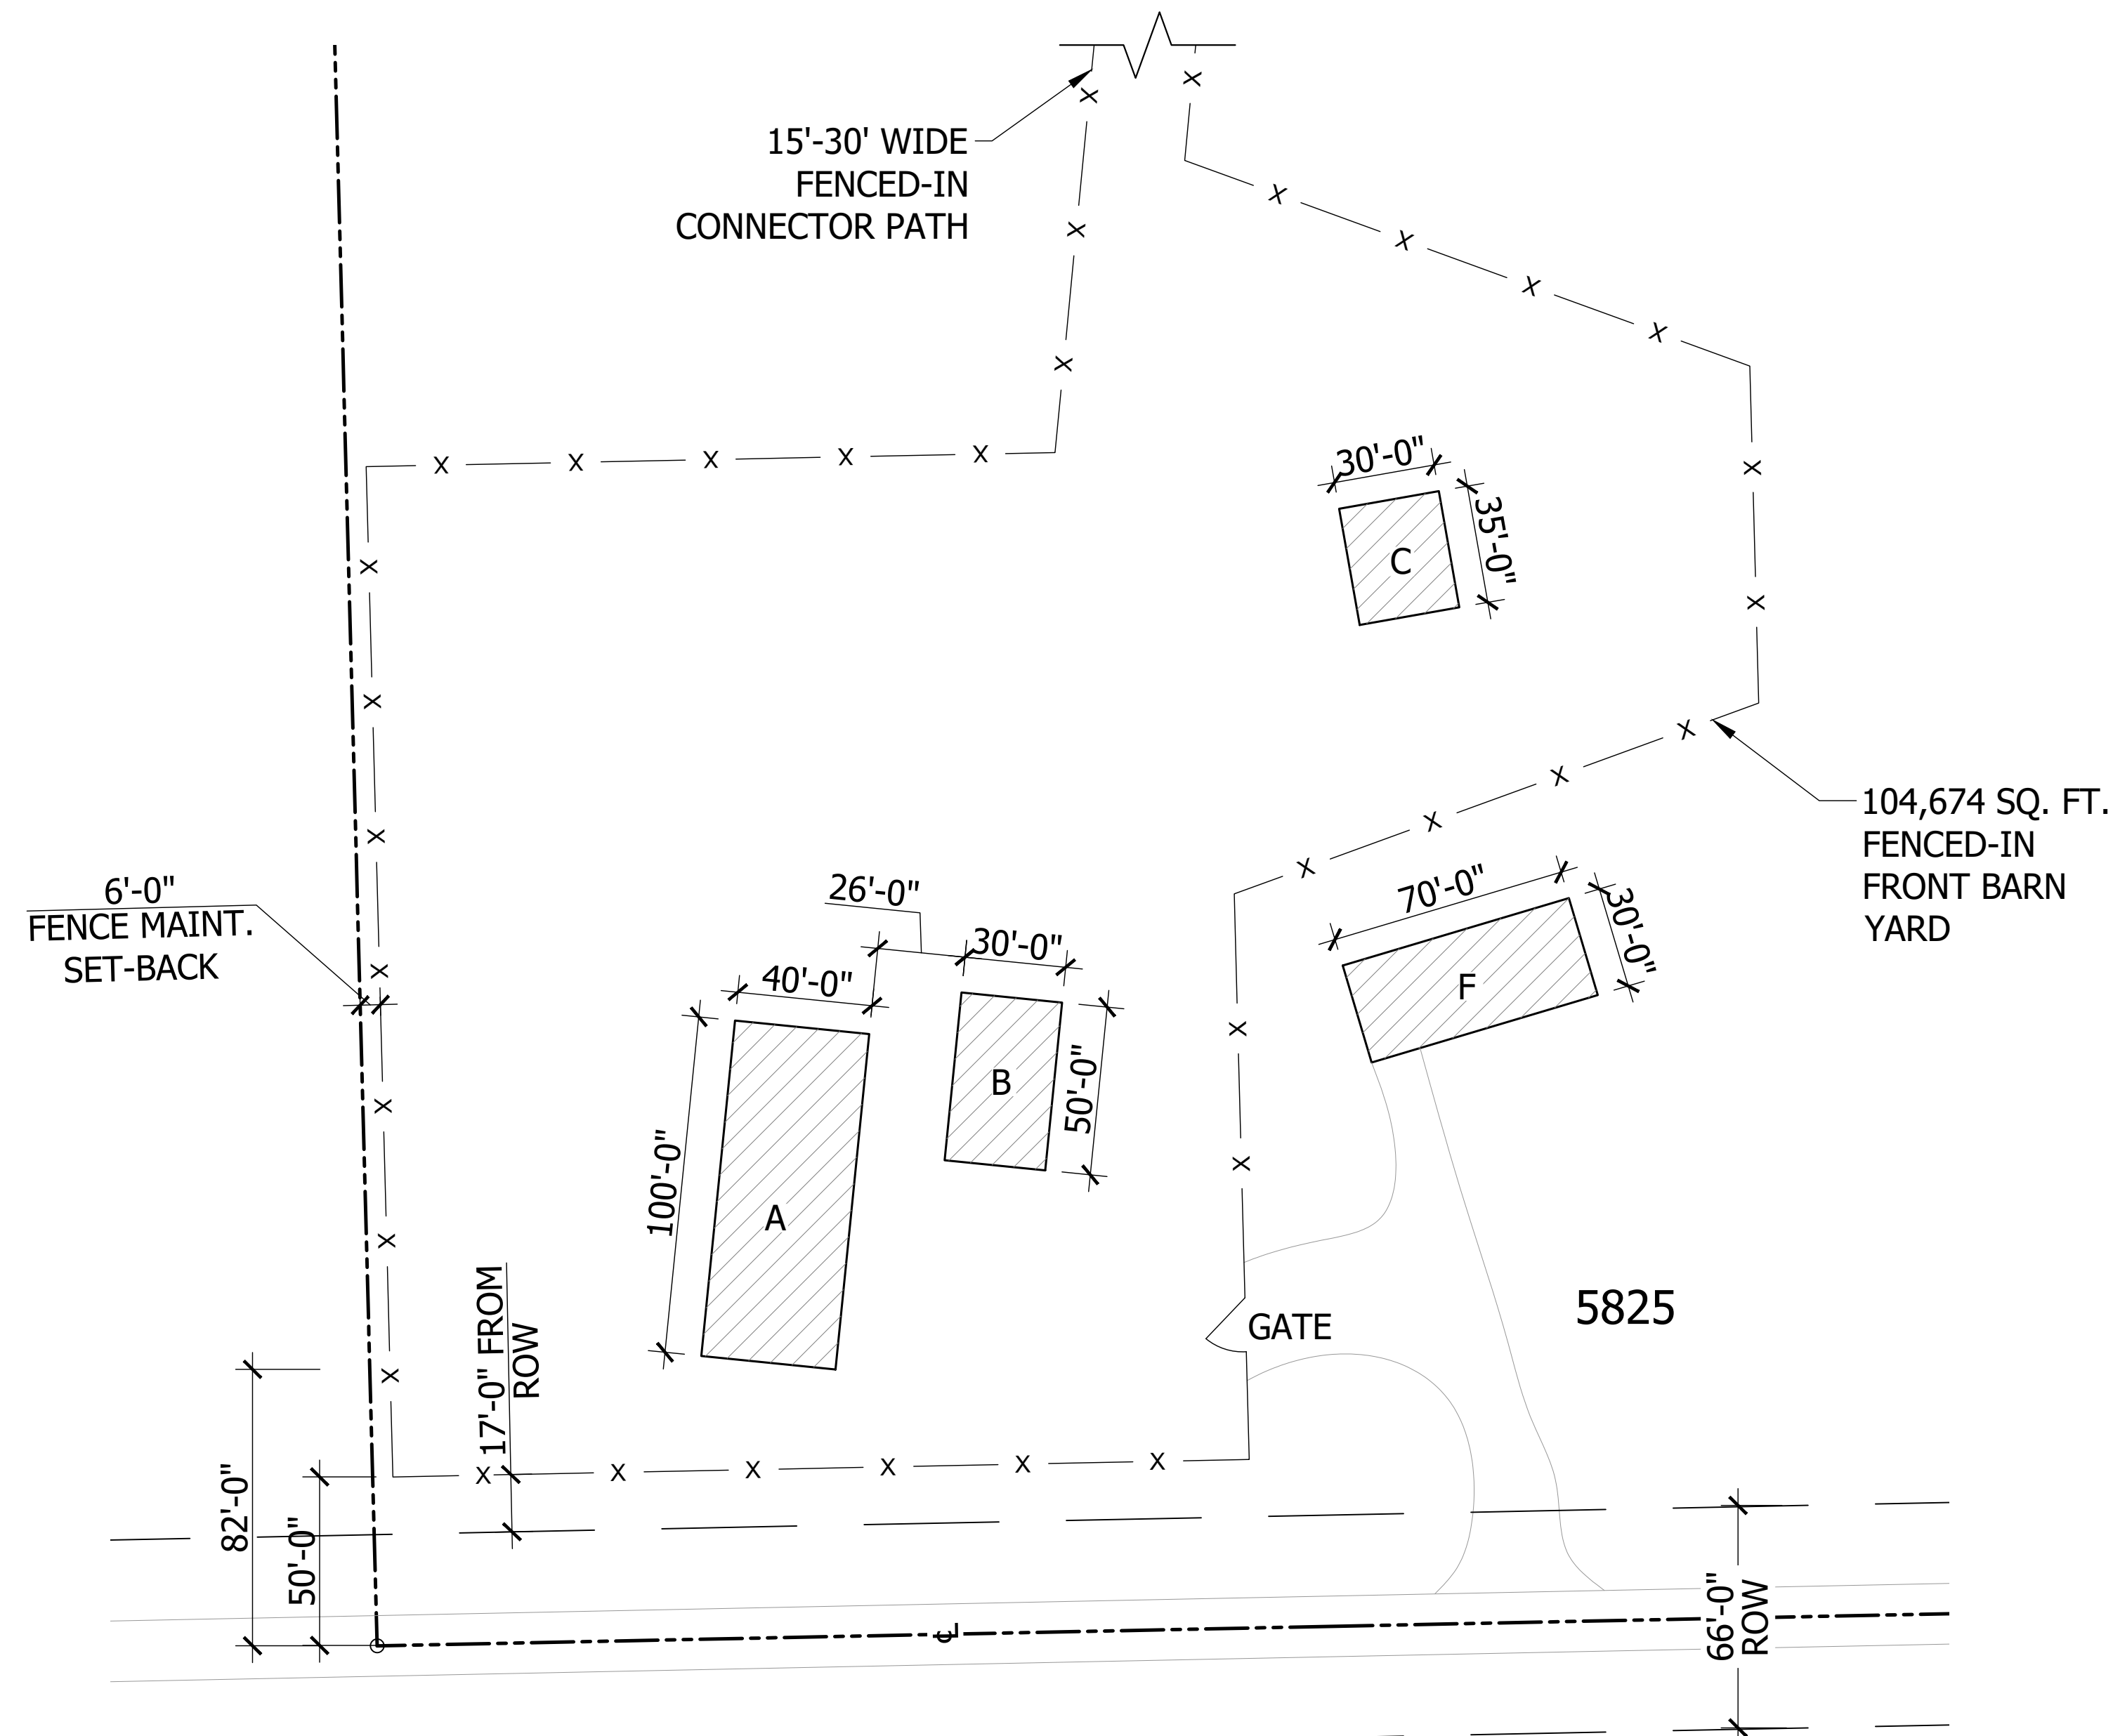 15'-30' WIDE
FENCED-IN
CONNECTOR PATH
X
X
X
X
X
X
X
X
X
X
X
X
X
X
30'-0"
35'-0"
C
X
X
X
X
X
X
X
X
X
X
X
X
X
X
104,674 SQ. FT.
FENCED-IN
FRONT BARN
YARD
6'-0"
FENCE MAINT.
SET-BACK
26'-0"
30'-0"
40'-0"
70'-0"
30'-0"
F
B
50'-0"
100'-0"
A
X
X
5825
GATE
17'-0" FROM
ROW
X
X
X
X
X
X
82'-0"
50'-0"
CL
66'-0"
ROW